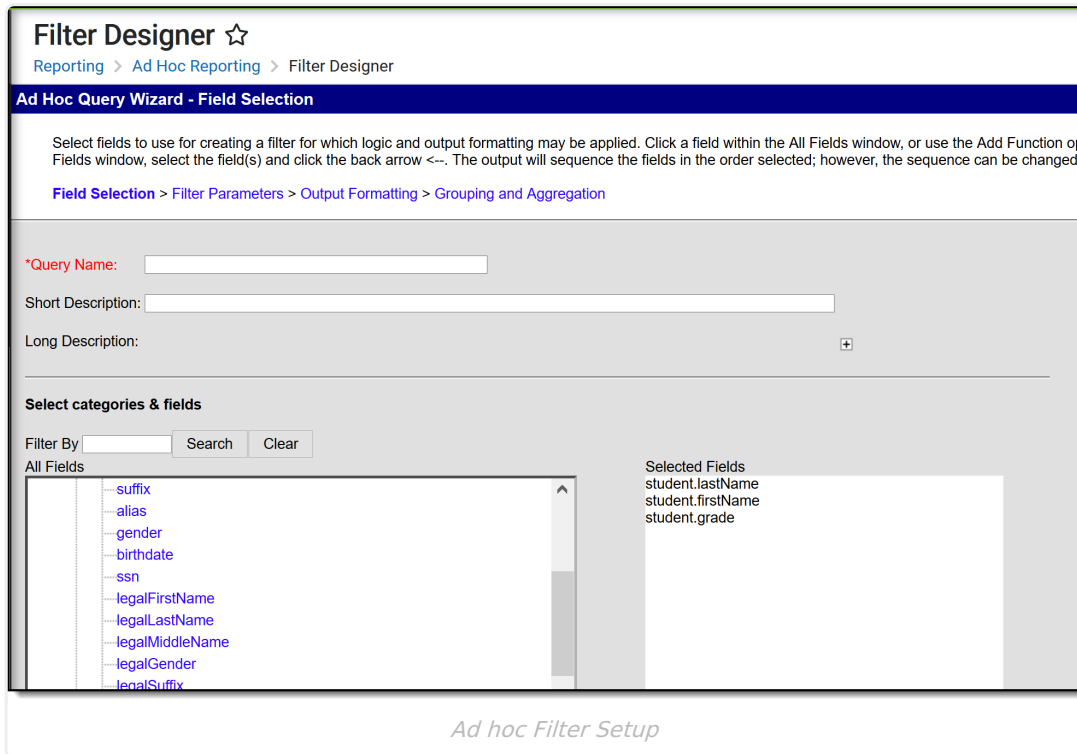 Filter Designer
Reporting > Ad Hoc Reporting > Filter Designer
Ad Hoc Query Wizard - Field Selection
Select fields to use for creating a filter for which logic and output formatting may be applied. Click a field within the All Fields window, or use the Add Function
Fields window, select the field(s) and click the back arrow <--. The output will sequence the fields in the order selected; however, the sequence can be changed
Field Selection > Filter Parameters > Output Formatting > Grouping and Aggregation
*Query Name:
Short Description:
Long Description:
Select categories & fields
Filter By Search Clear
All Fields
suffix
alias
gender
birthdate
ssn
legalFirstName
legalLastName
legalMiddleName
legalGender
legalSuffix
Selected Fields
student.lastName
student.firstName
student.grade
Ad hoc Filter Setup